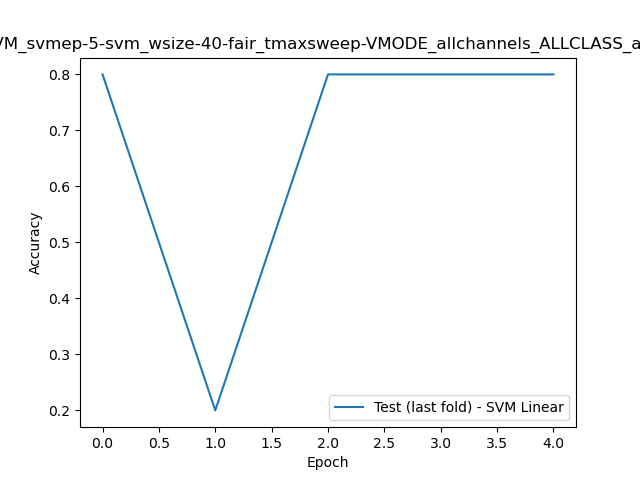 VM_svmep-5-svm_wsize-40-fair_tmaxsweep-VMODE_allchannels_ALLCLASS_a
0.8
0.7
0.6
0.5
0.4
0.3
0.2
Accuracy
Test (last fold) - SVM Linear
0.0 0.5 1.0 1.5 2.0 2.5 3.0 3.5 4.0
Epoch